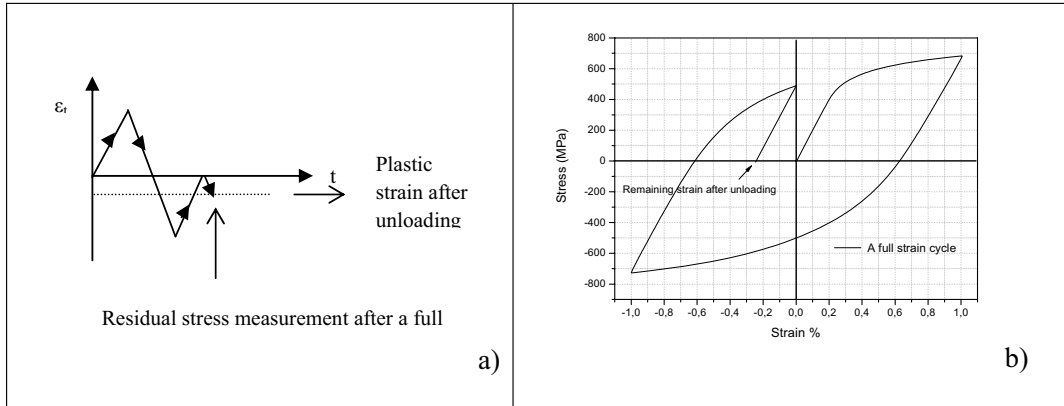 εt
t
Plastic
strain after
unloading
Residual stress measurement after a full
a)
800
600
400
200
0
-200
-400
-600
-800
Stress (MPa)
Remaining strain after unloading
A full strain cycle
-1,0 -0,8 -0,6 -0,4 -0,2 0,0 0,2 0,4 0,6 0,8 1,0
Strain %
b)